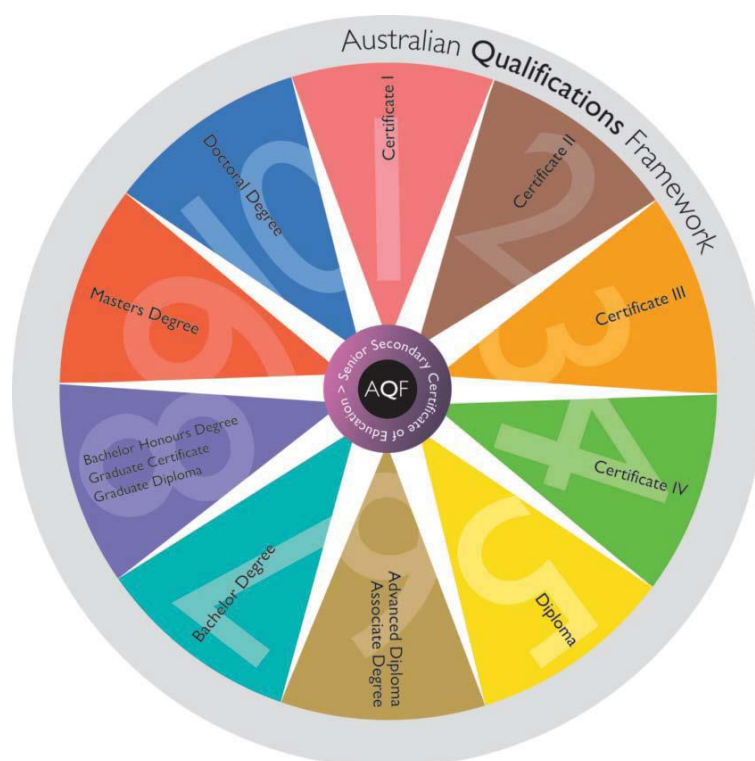 Australian Qualifications Framework
1
Certificate I
2
Certificate II
3
Certificate III
4
Certificate IV
5
Diploma
6
Advanced Diploma
Associate Degree
7
Bachelor Degree
8
Bachelor Honours Degree
Graduate Certificate
Graduate Diploma
9
Masters Degree
10
Doctoral Degree
Senior Secondary Certificate of Education >
AQF